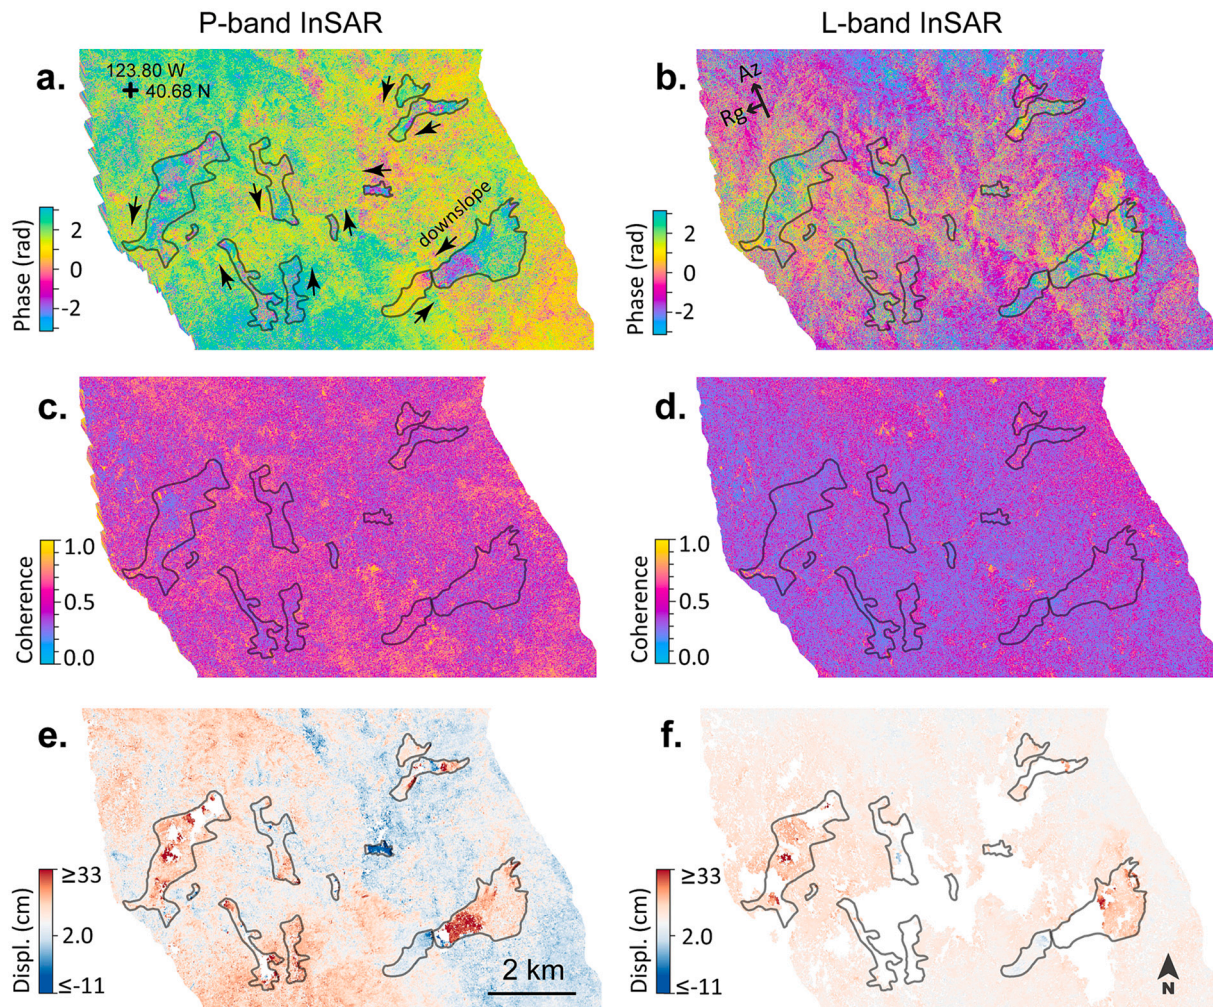 P-band InSAR
L-band InSAR
a.
123.80 W
40.68 N
downslope
Phase (rad)
2
0
-2
b.
Az
Rg
Phase (rad)
2
0
-2
c.
Coherence
1.0
0.5
0.0
d.
Coherence
1.0
0.5
0.0
e.
Displ. (cm)
≥33
2.0
≤-11
2 km
f.
Displ. (cm)
≥33
2.0
≤-11
N